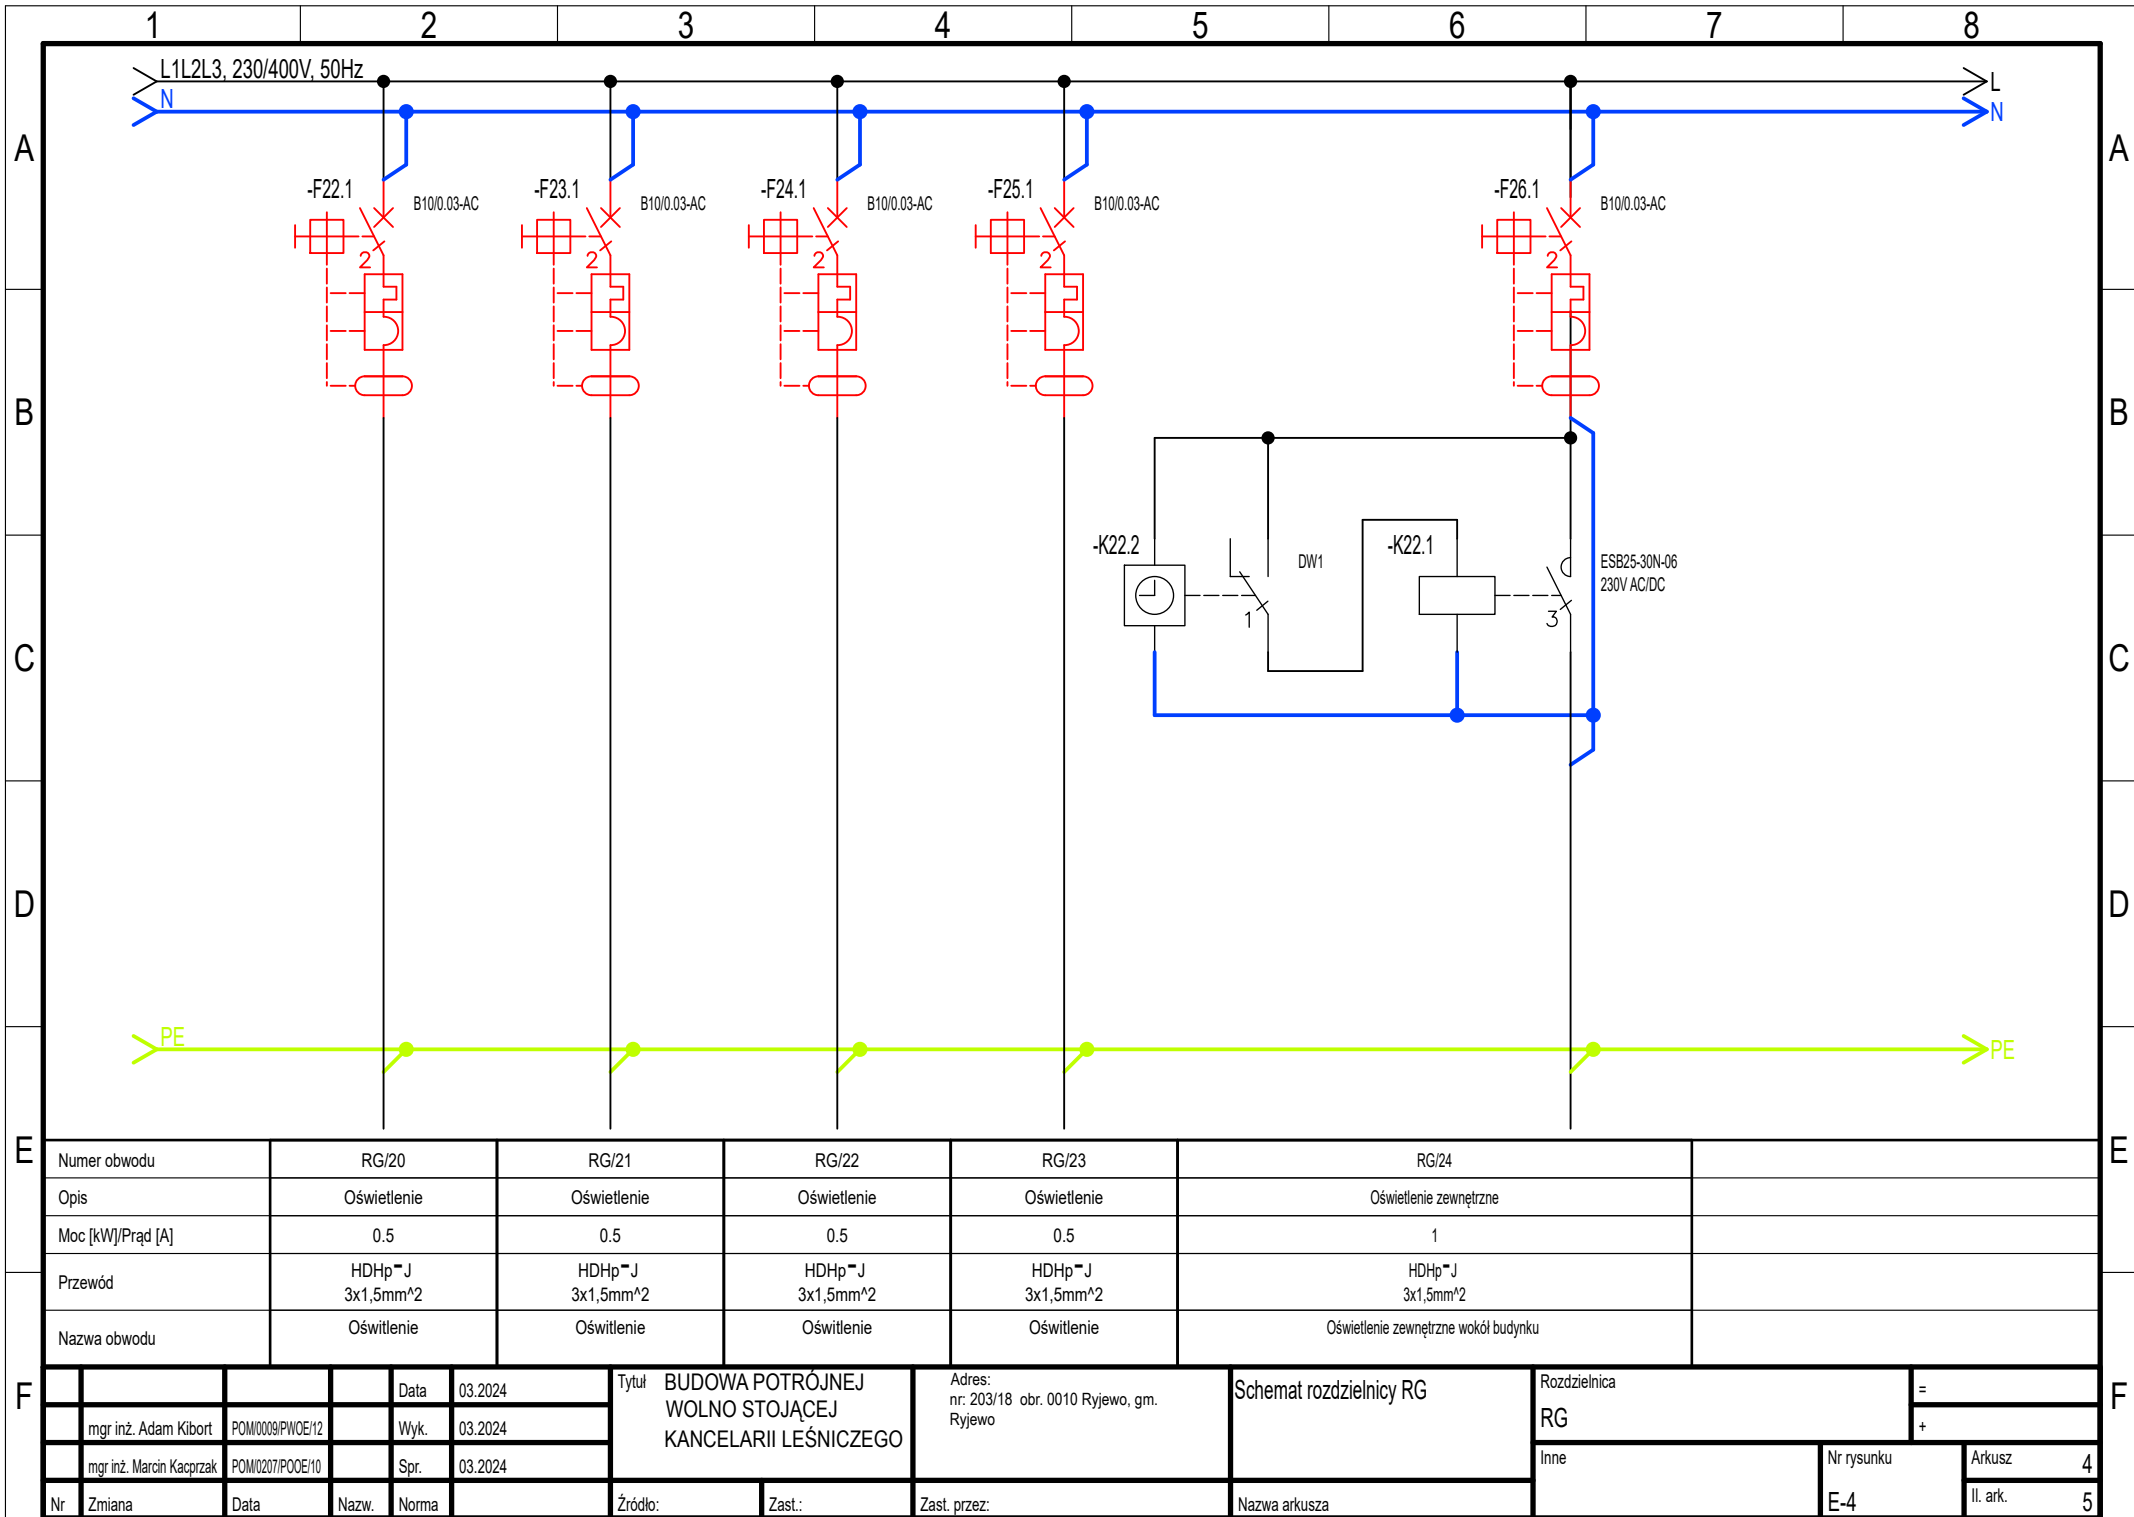 1 2 3 4 5 6 7 8
L1L2L3, 230/400V, 50Hz
L
N
N
A
A
-F22.1
B10/0.03-AC
-F23.1
B10/0.03-AC
-F24.1
B10/0.03-AC
-F25.1
B10/0.03-AC
-F26.1
B10/0.03-AC
2
2
2
2
2
B
B
-K22.2
DW1
-K22.1
ESB25-30N-06
230V AC/DC
1
3
C
C
D
D
PE
PE
E
E
Numer obwodu RG/20 RG/21 RG/22 RG/23 RG/24
Opis Oświetlenie Oświetlenie Oświetlenie Oświetlenie Oświetlenie zewnętrzne
Moc [kW]/Prąd [A] 0.5 0.5 0.5 0.5 1
Przewód HDHp-J HDHp-J HDHp-J HDHp-J HDHp-J
3x1,5mm^2 3x1,5mm^2 3x1,5mm^2 3x1,5mm^2 3x1,5mm^2
Nazwa obwodu Oświtlenie Oświtlenie Oświtlenie Oświtlenie Oświetlenie zewnętrzne wokół budynku
F
F
Data 03.2024
mgr inż. Adam Kibort POM/0009/PWOE/12 Wyk. 03.2024
mgr inż. Marcin Kacprzak POM/0207/POOE/10 Spr. 03.2024
Nr Zmiana Data Nazw. Norma
Tytuł BUDOWA POTRÓJNEJ
WOLNO STOJĄCEJ
KANCELARII LEŚNICZEGO
Źródło: Zast.: Zast. przez:
Adres:
nr: 203/18 obr. 0010 Ryjewo, gm.
Ryjewo
Schemat rozdzielnicy RG
Nazwa arkusza
Rozdzielnica
RG
=
+
Inne
Nr rysunku
E-4
Arkusz 4
Il. ark. 5